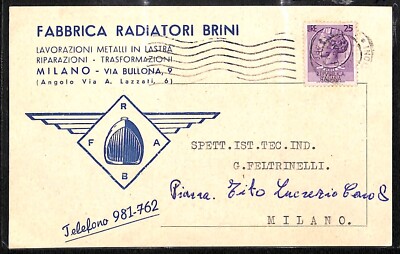 FABBRICA RADIATORI BRINI
LAVORAZIONI METALLI IN LASTRA
RIPARAZIONI - TRASFORMAZIONI
MILANO - VIA BULLONA, 9
(Angolo Via A. Lazzati, 6)
LIRE 25
R
F A
B
Telefono 981-762
SPETT.IST.TEC.IND.
G.FELTRINELLI.
Piazza Tito Lucrezio Caro 8
MILANO.